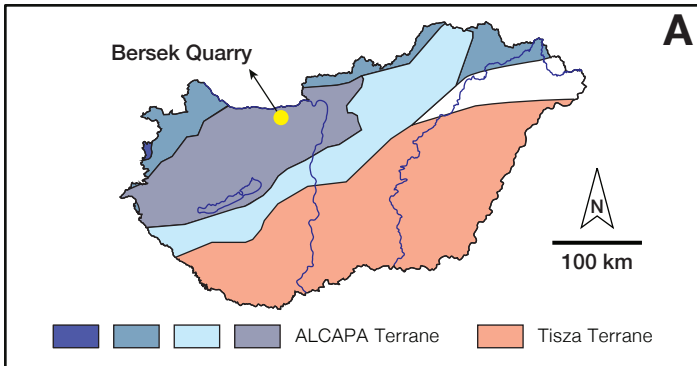 A
Bersek Quarry
N
100 km
ALCAPA Terrane
Tisza Terrane